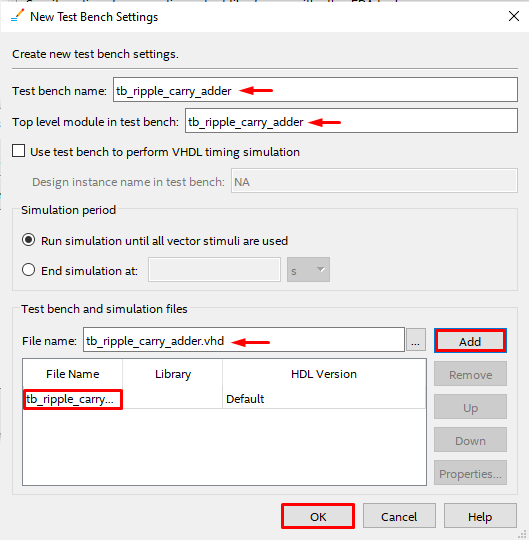 New Test Bench Settings
Create new test bench settings.
Test bench name: tb_ripple_carry_adder
Top level module in test bench: tb_ripple_carry_adder
Use test bench to perform VHDL timing simulation
Design instance name in test bench: NA
Simulation period
Run simulation until all vector stimuli are used
End simulation at: s
Test bench and simulation files
File name: tb_ripple_carry_adder.vhd ... Add
File Name Library HDL Version Remove
tb_ripple_carry... Default Up
Down
Properties...
OK Cancel Help